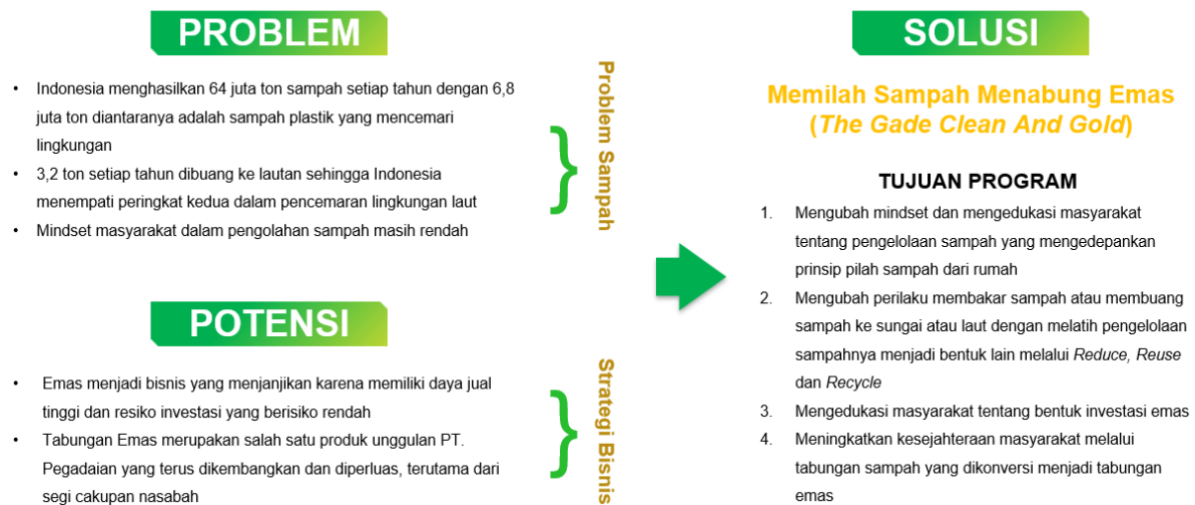 PROBLEM
• Indonesia menghasilkan 64 juta ton sampah setiap tahun dengan 6,8
juta ton diantaranya adalah sampah plastik yang mencemari
lingkungan
• 3,2 ton setiap tahun dibuang ke lautan sehingga Indonesia
menempati peringkat kedua dalam pencemaran lingkungan laut
• Mindset masyarakat dalam pengolahan sampah masih rendah
Problem Sampah
POTENSI
• Emas menjadi bisnis yang menjanjikan karena memiliki daya jual
tinggi dan resiko investasi yang berisiko rendah
• Tabungan Emas merupakan salah satu produk unggulan PT.
Pegadaian yang terus dikembangkan dan diperluas, terutama dari
segi cakupan nasabah
Strategi Bisnis
SOLUSI
Memilah Sampah Menabung Emas
(The Gade Clean And Gold)
TUJUAN PROGRAM
1. Mengubah mindset dan mengedukasi masyarakat
tentang pengelolaan sampah yang mengedepankan
prinsip pilah sampah dari rumah
2. Mengubah perilaku membakar sampah atau membuang
sampah ke sungai atau laut dengan melatih pengelolaan
sampahnya menjadi bentuk lain melalui Reduce, Reuse
dan Recycle
3. Mengedukasi masyarakat tentang bentuk investasi emas
4. Meningkatkan kesejahteraan masyarakat melalui
tabungan sampah yang dikonversi menjadi tabungan
emas